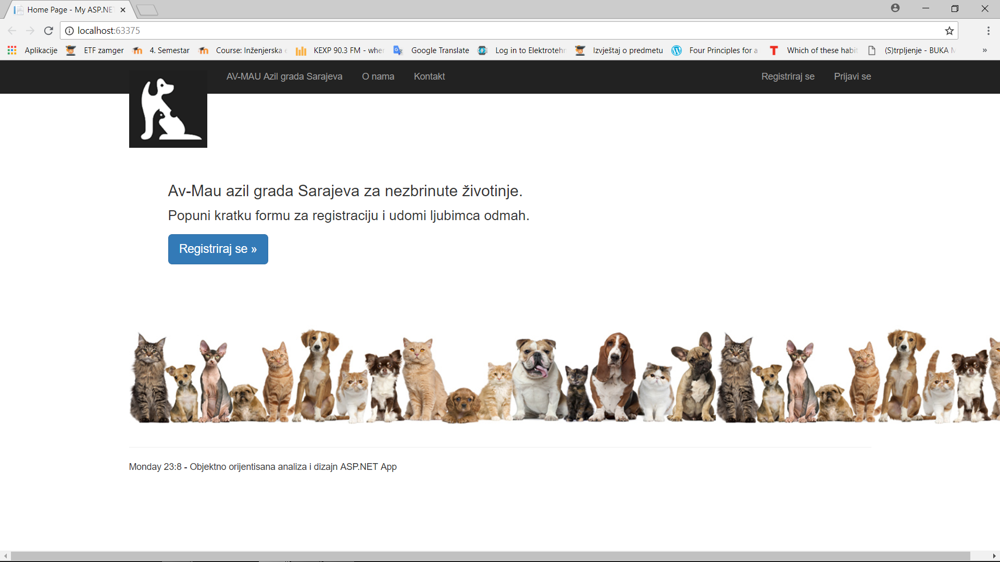 Home Page - My ASP.NE
localhost:63375
Aplikacije ETF zamger 4. Semestar Course: Inženjerska KEXP 90.3 FM - wher Google Translate Log in to Elektrotehn Izvještaj o predmetu Four Principles for a Which of these habit (S)trpljenje - BUKA M »
AV-MAU Azil grada Sarajeva O nama Kontakt Registriraj se Prijavi se
Av-Mau azil grada Sarajeva za nezbrinute životinje.
Popuni kratku formu za registraciju i udomi ljubimca odmah.
Registriraj se »
Monday 23:8 - Objektno orijentisana analiza i dizajn ASP.NET App